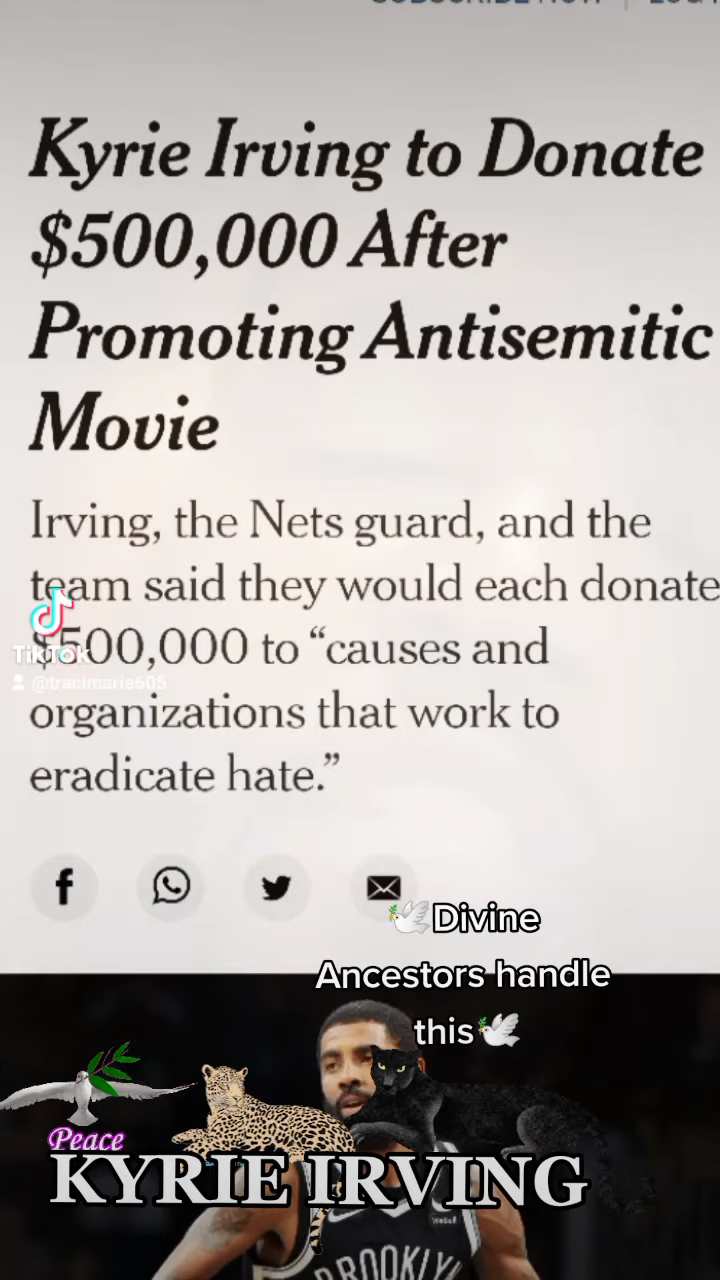 Kyrie Irving to Donate
$500,000 After
Promoting Antisemitic
Movie
Irving, the Nets guard, and the
team said they would each donate
$500,000 to “causes and
TikTok
@tracimarie605
organizations that work to
eradicate hate.”
🕊️Divine
Ancestors handle
this🕊️
Peace
KYRIE IRVING
BROOKLYN